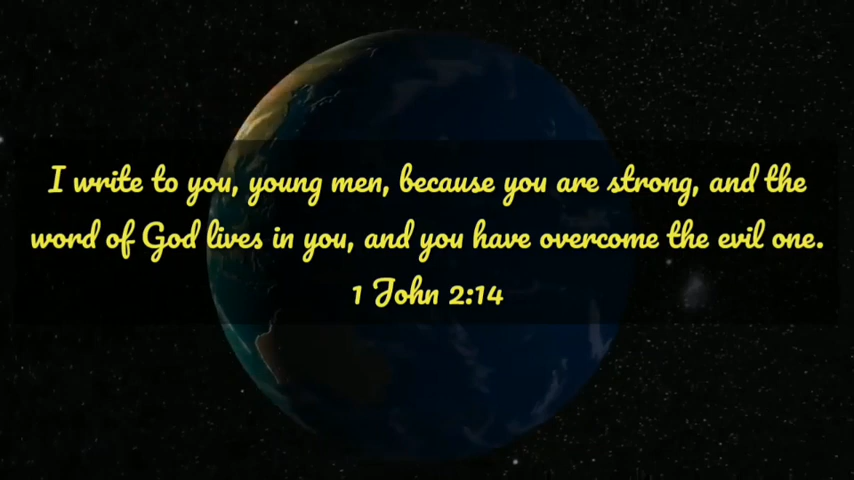 I write to you, young men, because you are strong, and the
word of God lives in you, and you have overcome the evil one.
1 John 2:14